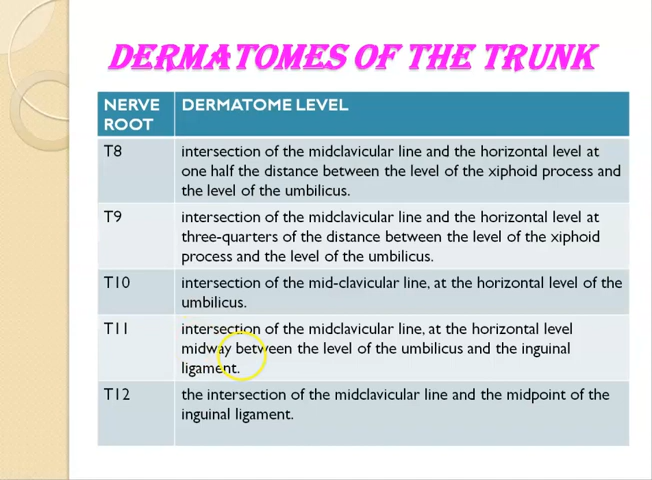 DERMATOMES OF THE TRUNK
NERVE ROOT
DERMATOME LEVEL
T8
intersection of the midclavicular line and the horizontal level at
one half the distance between the level of the xiphoid process and
the level of the umbilicus.
T9
intersection of the midclavicular line and the horizontal level at
three-quarters of the distance between the level of the xiphoid
process and the level of the umbilicus.
T10
intersection of the mid-clavicular line, at the horizontal level of the
umbilicus.
T11
intersection of the midclavicular line, at the horizontal level
midway between the level of the umbilicus and the inguinal
ligament.
T12
the intersection of the midclavicular line and the midpoint of the
inguinal ligament.